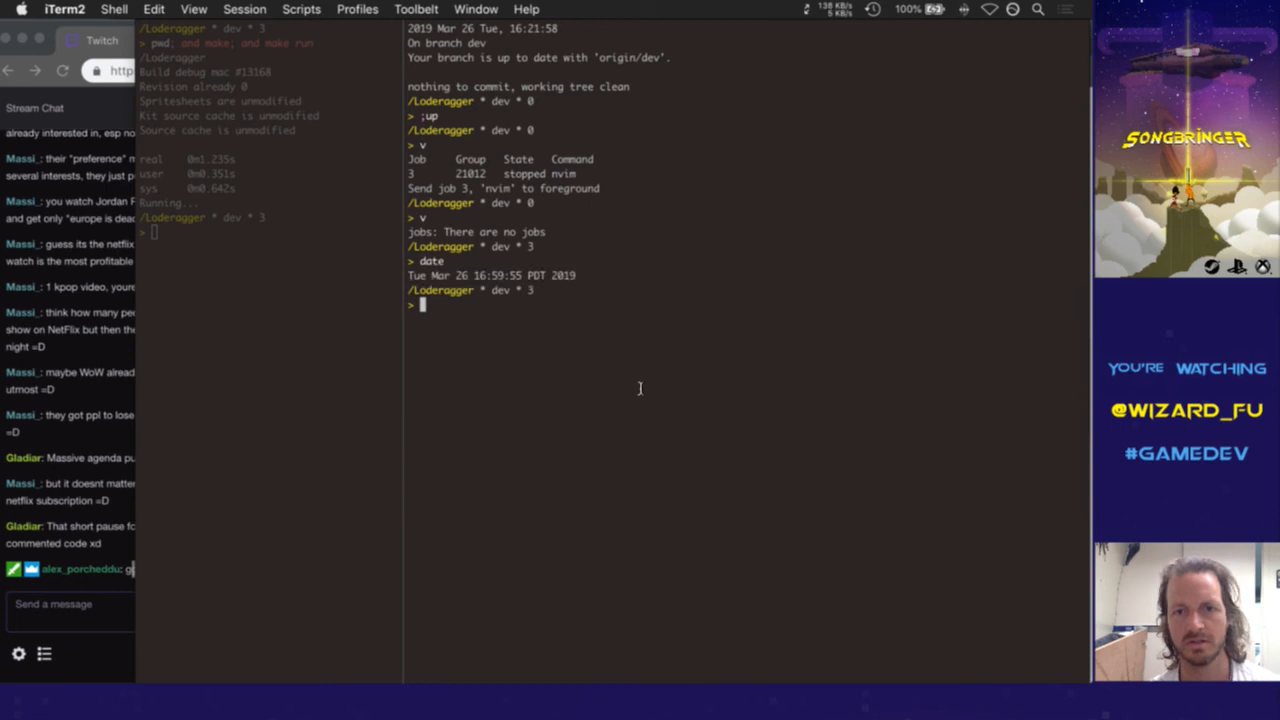 iTerm2 Shell Edit View Session Scripts Profiles Toolbelt Window Help
138 KB/s
5 KB/s
100%
Twitch
http
Stream Chat
already interested in, esp no
Massi_: their "preference" m
several interests, they just p
Massi_: you watch Jordan P
and get only "europe is dea
Massi_: guess its the netflix
watch is the most profitable
Massi_: 1 kpop video, youre
Massi_: think how many peo
show on NetFlix but then the
night =D
Massi_: maybe WoW alread
utmost =D
Massi_: they got ppl to lose
=D
Gladiar: Massive agenda pu
Massi_: but it doesnt matter
netflix subscription =D
Gladiar: That short pause fo
commented code xd
alex_porcheddu: g
Send a message
/Loderagger * dev * 3
> pwd; and make; and make run
/Loderagger
Build debug mac #13168
Revision already 0
Spritesheets are unmodified
Kit source cache is unmodified
Source cache is unmodified
real 0m1.235s
user 0m0.351s
sys 0m0.642s
Running...
/Loderagger * dev * 3
>
2019 Mar 26 Tue, 16:21:58
On branch dev
Your branch is up to date with 'origin/dev'.
nothing to commit, working tree clean
/Loderagger * dev * 0
> ;up
/Loderagger * dev * 0
> v
Job Group State Command
3 21012 stopped nvim
Send job 3, 'nvim' to foreground
/Loderagger * dev * 0
> v
jobs: There are no jobs
/Loderagger * dev * 3
> date
Tue Mar 26 16:59:55 PDT 2019
/Loderagger * dev * 3
>
SONGBRINGER
YOU'RE WATCHING
@WIZARD_FU
#GAMEDEV